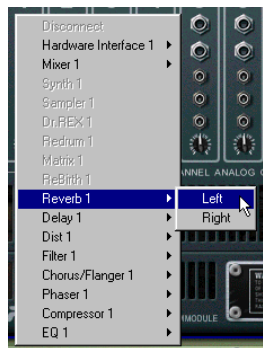 Disconnect
Hardware Interface 1
Mixer 1
Synth 1
Sampler 1
Dr REX 1
Redrum 1
Matrix 1
ReBirth 1
Reverb 1
Left
Right
Delay 1
Dist 1
Filter 1
Chorus/Flanger 1
Phaser 1
Compressor 1
EQ 1
NNEL ANALOG
MODULE